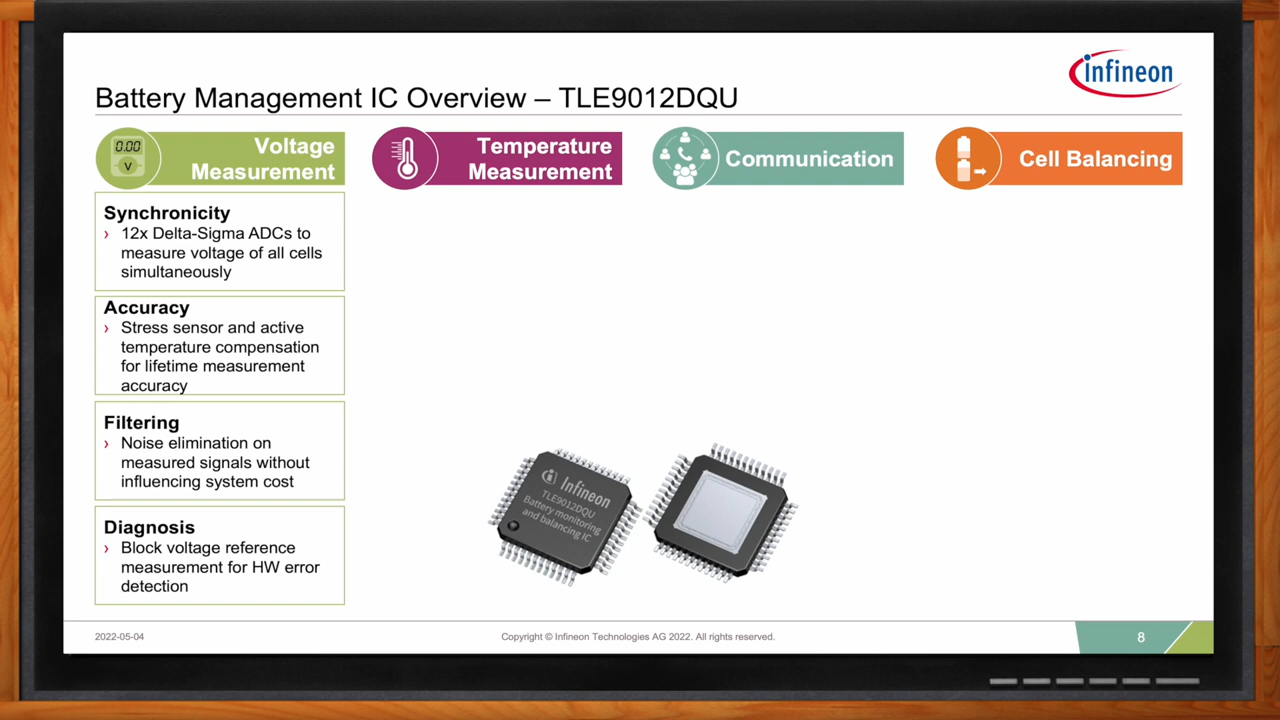 infineon
Battery Management IC Overview – TLE9012DQU
0.00
V
Voltage
Measurement
Temperature
Measurement
Communication
Cell Balancing
Synchronicity
› 12x Delta-Sigma ADCs to
measure voltage of all cells
simultaneously
Accuracy
› Stress sensor and active
temperature compensation
for lifetime measurement
accuracy
Filtering
› Noise elimination on
measured signals without
influencing system cost
Diagnosis
› Block voltage reference
measurement for HW error
detection
Infineon
TLE9012DQU
Battery monitoring
and balancing IC
2022-05-04
Copyright © Infineon Technologies AG 2022. All rights reserved.
8